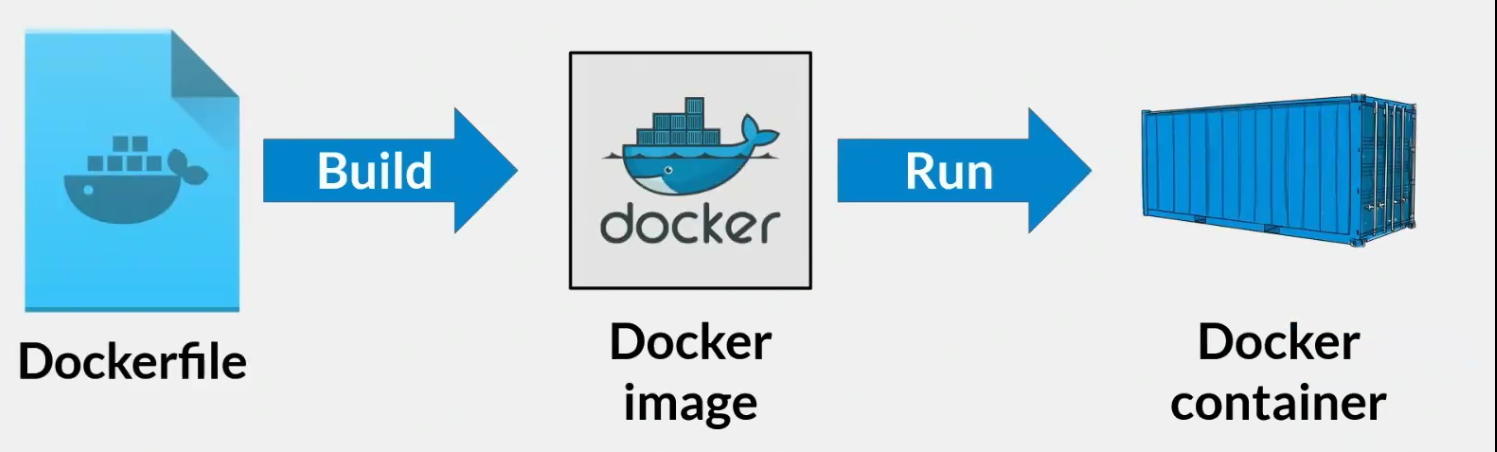 Dockerfile
Build
docker
Docker
image
Run
Docker
container